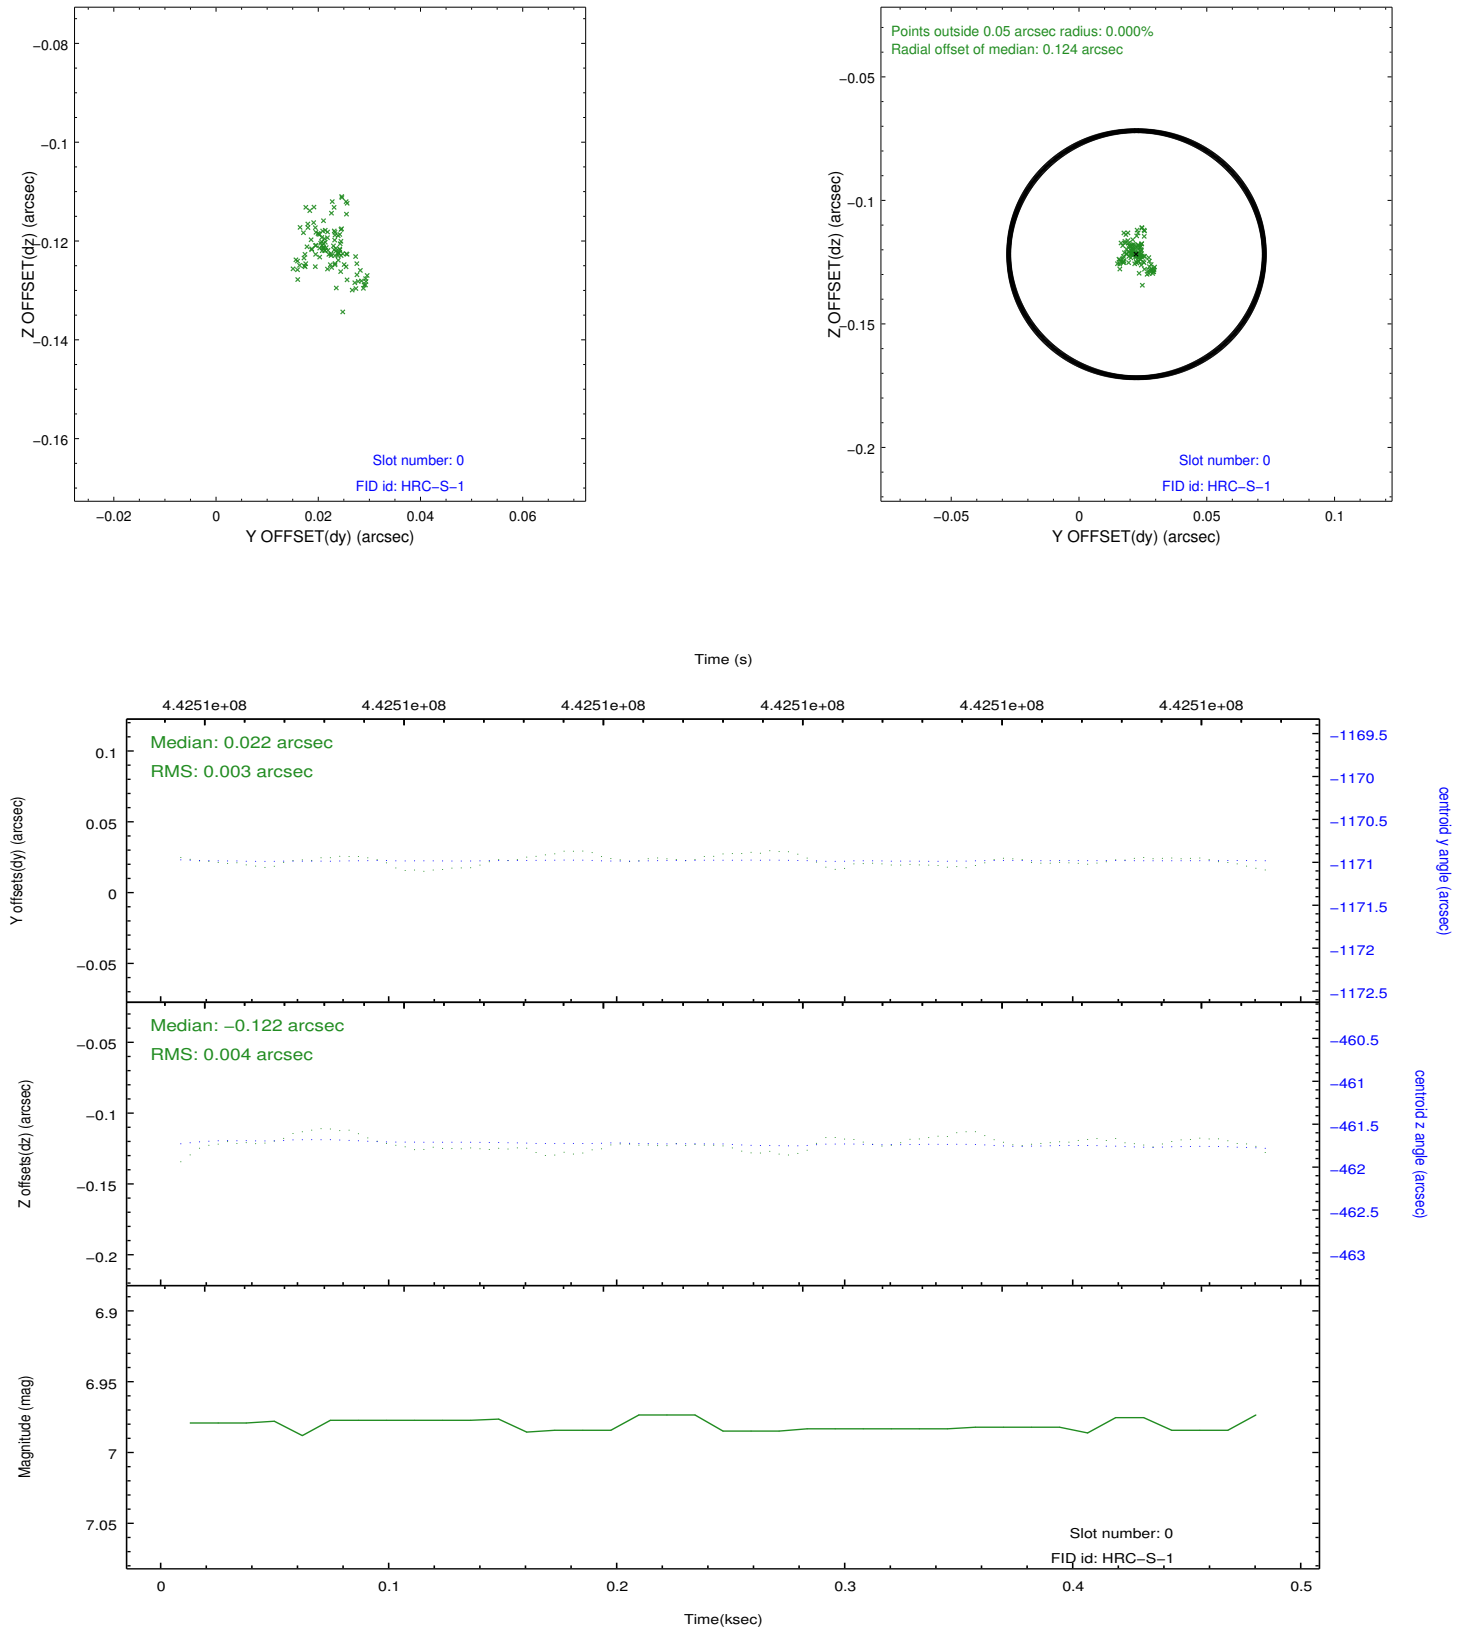 −0.08
−0.1
−0.12
−0.14
−0.16
Z OFFSET(dz) (arcsec)
Slot number: 0
FID id: HRC−S−1
−0.02
0
0.02
0.04
0.06
Y OFFSET(dy) (arcsec)
Points outside 0.05 arcsec radius: 0.000%
Radial offset of median: 0.124 arcsec
−0.05
−0.1
−0.15
−0.2
Z OFFSET(dz) (arcsec)
Slot number: 0
FID id: HRC−S−1
−0.05
0
0.05
0.1
Y OFFSET(dy) (arcsec)
Time (s)
4.4251e+08
4.4251e+08
4.4251e+08
4.4251e+08
4.4251e+08
4.4251e+08
Median: 0.022 arcsec
RMS: 0.003 arcsec
0.1
0.05
0
−0.05
Y offsets(dy) (arcsec)
−1169.5
−1170
−1170.5
−1171
−1171.5
−1172
−1172.5
centroid y angle (arcsec)
Median: −0.122 arcsec
RMS: 0.004 arcsec
−0.05
−0.1
−0.15
−0.2
Z offsets(dz) (arcsec)
−460.5
−461
−461.5
−462
−462.5
−463
centroid z angle (arcsec)
6.9
6.95
7
7.05
Magnitude (mag)
Slot number: 0
FID id: HRC−S−1
0
0.1
0.2
0.3
0.4
0.5
Time(ksec)